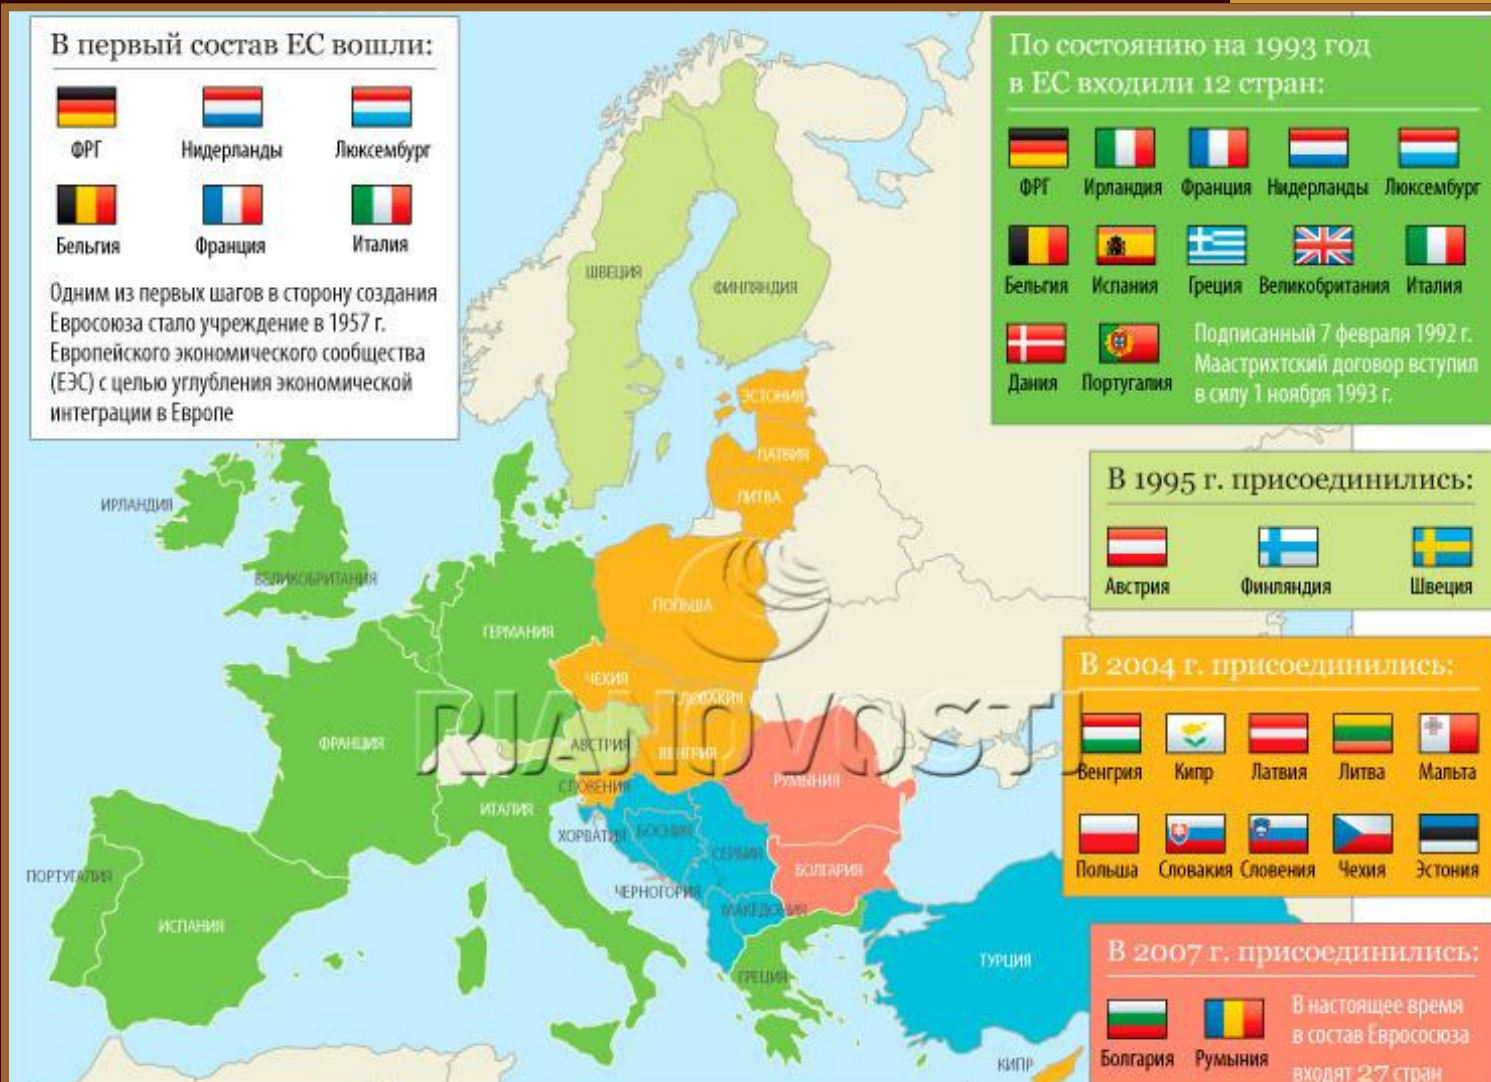 В первый состав ЕС вошли:
ФРГ Нидерланды Люксембург
Бельгия Франция Италия
Одним из первых шагов в сторону создания
Евросоюза стало учреждение в 1957 г.
Европейского экономического сообщества
(ЕЭС) с целью углубления экономической
интеграции в Европе
По состоянию на 1993 год
в ЕС входили 12 стран:
ФРГ Ирландия Франция Нидерланды Люксембург
Бельгия Испания Греция Великобритания Италия
Дания Португалия
Подписанный 7 февраля 1992 г.
Маастрихтский договор вступил
в силу 1 ноября 1993 г.
В 1995 г. присоединились:
Австрия Финляндия Швеция
В 2004 г. присоединились:
Венгрия Кипр Латвия Литва Мальта
Польша Словакия Словения Чехия Эстония
В 2007 г. присоединились:
Болгария Румыния
В настоящее время
в состав Евросоюза
входят 27 стран
ШВЕЦИЯ
ФИНЛЯНДИЯ
ЭСТОНИЯ
ЛАТВИЯ
ЛИТВА
ИРЛАНДИЯ
ВЕЛИКОБРИТАНИЯ
ПОЛЬША
ГЕРМАНИЯ
ЧЕХИЯ
СЛОВАКИЯ
RIANOVOSTI
ФРАНЦИЯ
АВСТРИЯ
ВЕНГРИЯ
РУМЫНИЯ
СЛОВЕНИЯ
ИТАЛИЯ
ХОРВАТИЯ
БОСНИЯ
СЕРБИЯ
ПОРТУГАЛИЯ
БОЛГАРИЯ
ЧЕРНОГОРИЯ
МАКЕДОНИЯ
ИСПАНИЯ
ТУРЦИЯ
ГРЕЦИЯ
КИПР